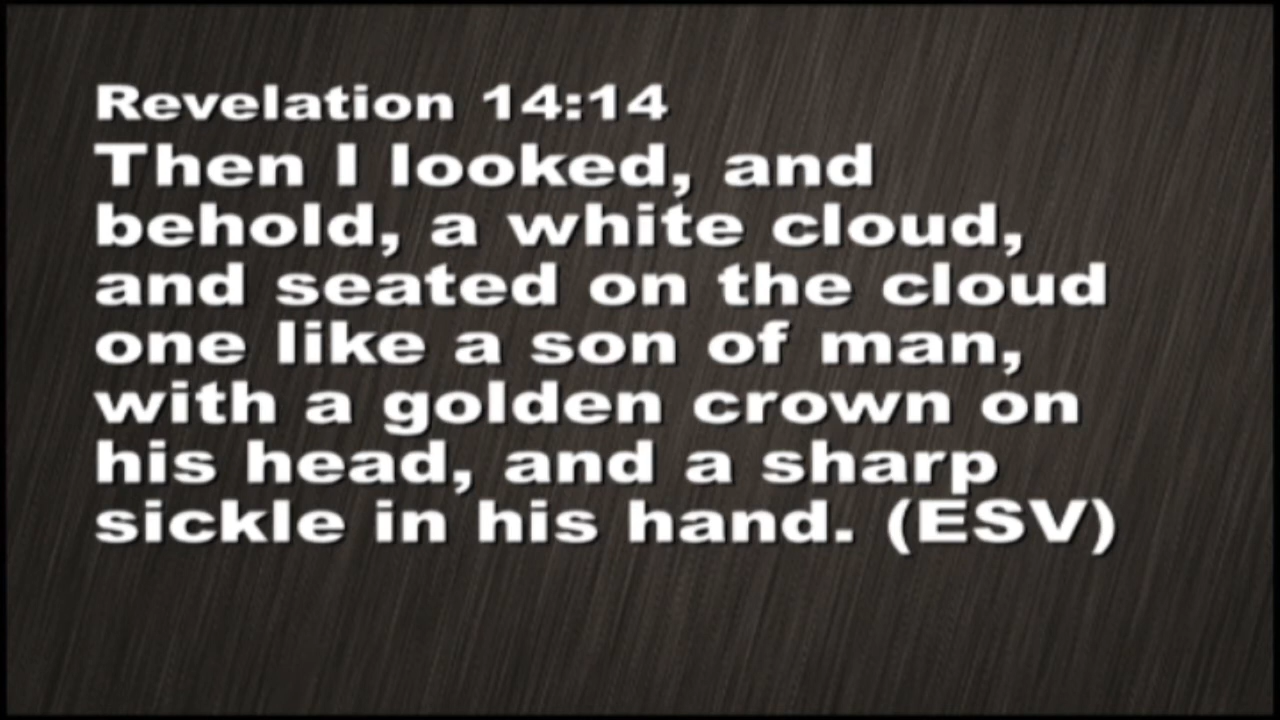 Revelation 14:14
Then I looked, and
behold, a white cloud,
and seated on the cloud
one like a son of man,
with a golden crown on
his head, and a sharp
sickle in his hand. (ESV)